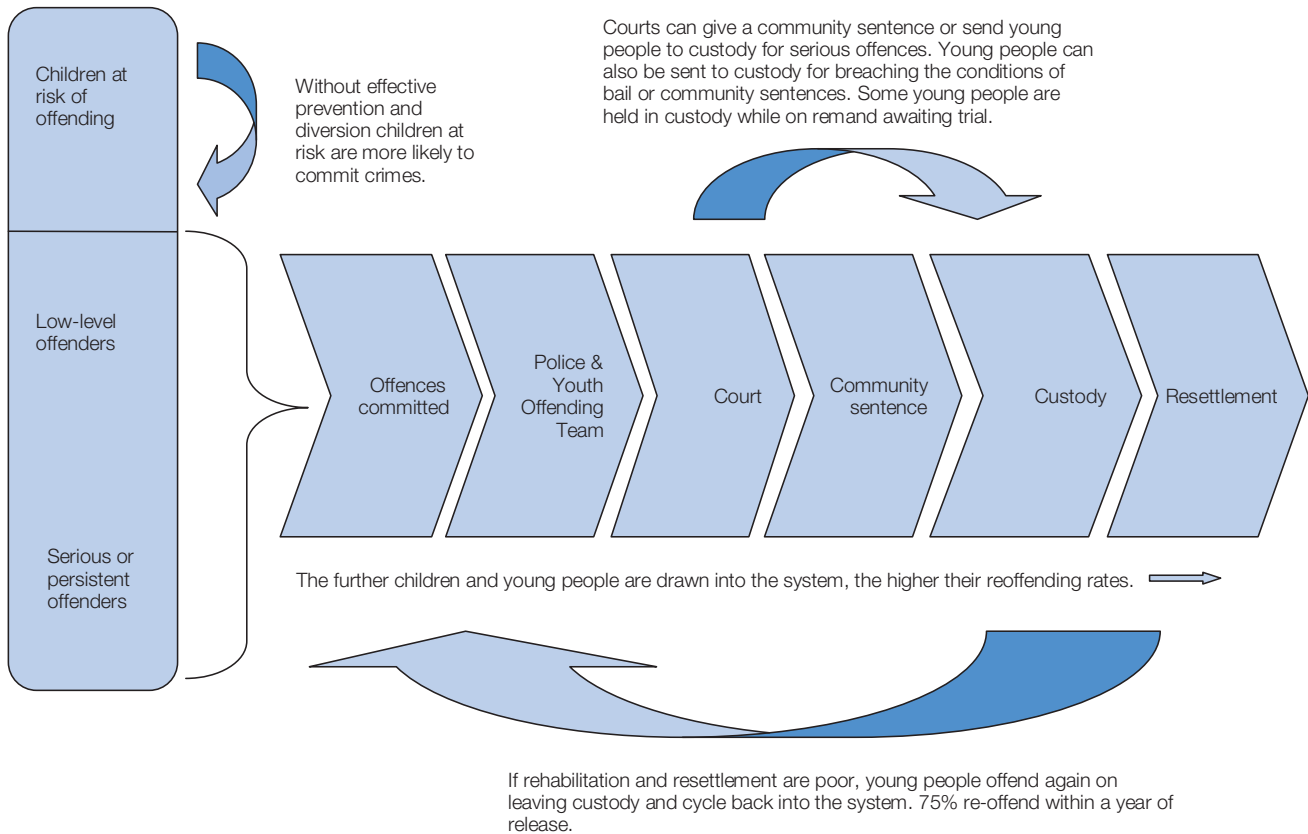 Children at
risk of
offending
Without effective
prevention and
diversion children at
risk are more likely to
commit crimes.
Courts can give a community sentence or send young
people to custody for serious offences. Young people can
also be sent to custody for breaching the conditions of
bail or community sentences. Some young people are
held in custody while on remand awaiting trial.
Low-level
offenders
Serious or
persistent
offenders
Offences
committed
Police &
Youth
Offending
Team
Court
Community
sentence
Custody
Resettlement
The further children and young people are drawn into the system, the higher their reoffending rates.
If rehabilitation and resettlement are poor, young people offend again on
leaving custody and cycle back into the system. 75% re-offend within a year of
release.